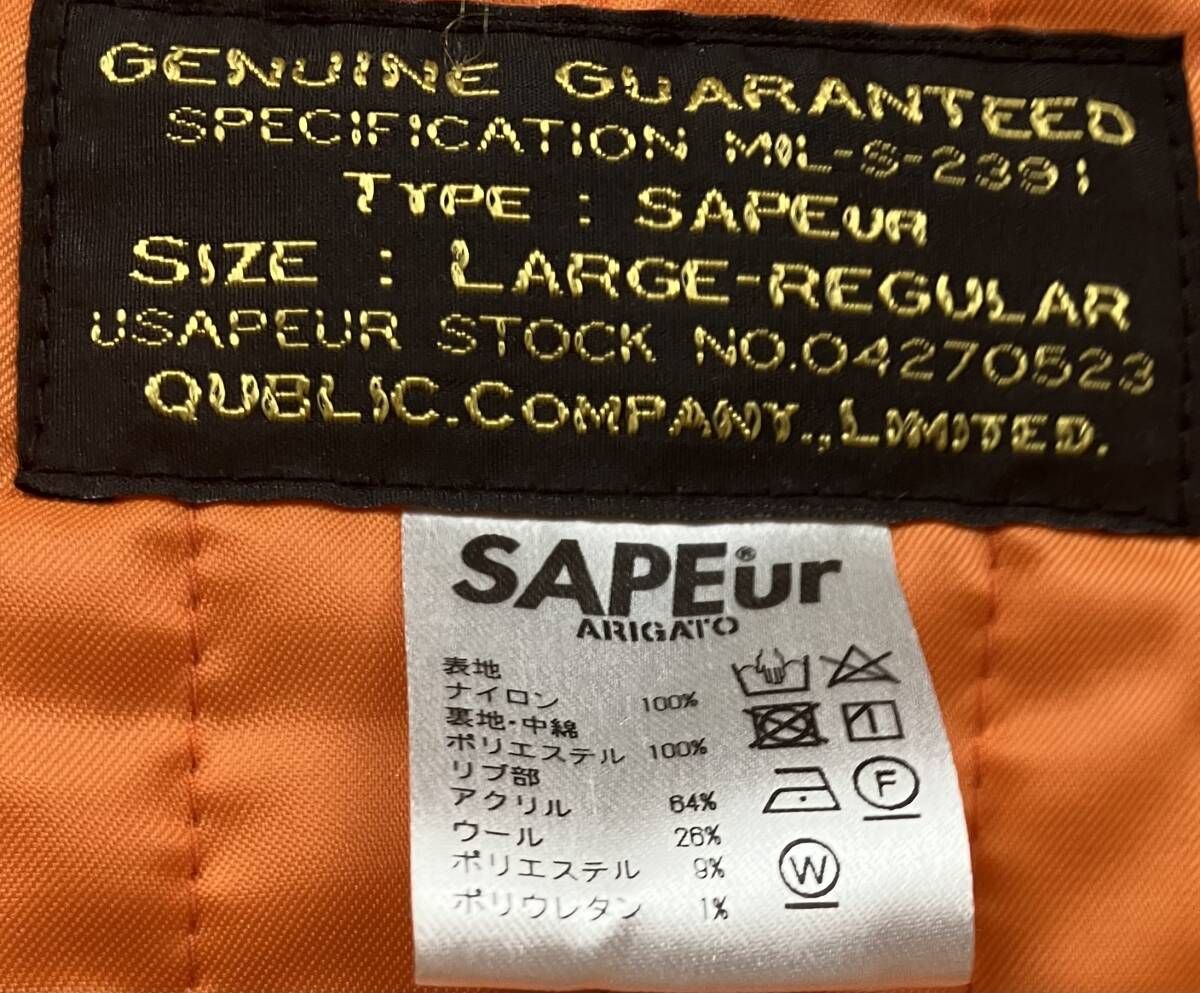 GENUINE GUARANTEED
SPECIFICATION MIL-S-2391
TYPE : SAPEUR
SIZE : LARGE-REGULAR
USAPEUR STOCK NO.04270523
QUBLIC.COMPANY.,LIMITED.
SAPEur®
ARIGATO
表地
ナイロン 100%
裏地・中綿
ポリエステル 100%
リブ部
アクリル 64%
ウール 26%
ポリエステル 9%
ポリウレタン 1%
F
W